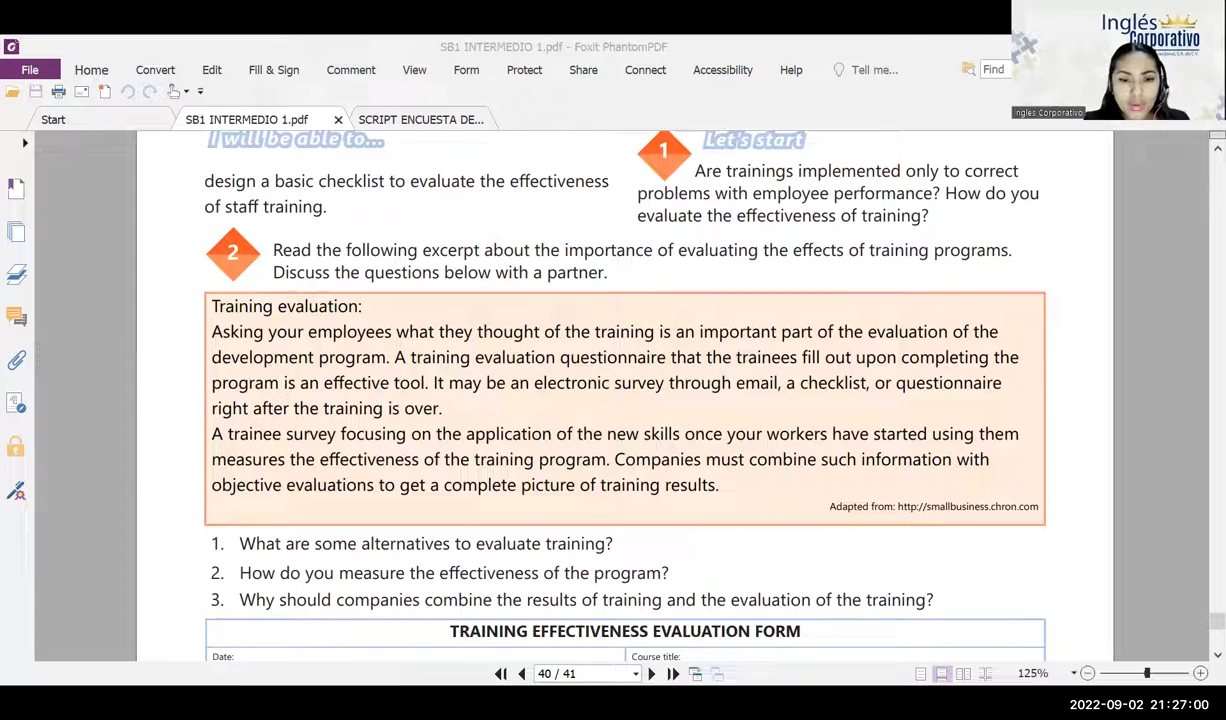 SB1 INTERMEDIO 1.pdf - Foxit PhantomPDF
Inglés
Corporativo
File Home Convert Edit Fill & Sign Comment View Form Protect Share Connect Accessibility Help Tell me... Find
Ingles Corporativo
Start SB1 INTERMEDIO 1.pdf SCRIPT ENCUESTA DE...
I will be able to...
design a basic checklist to evaluate the effectiveness
of staff training.
1 Let's start
Are trainings implemented only to correct
problems with employee performance? How do you
evaluate the effectiveness of training?
2 Read the following excerpt about the importance of evaluating the effects of training programs.
Discuss the questions below with a partner.
Training evaluation:
Asking your employees what they thought of the training is an important part of the evaluation of the
development program. A training evaluation questionnaire that the trainees fill out upon completing the
program is an effective tool. It may be an electronic survey through email, a checklist, or questionnaire
right after the training is over.
A trainee survey focusing on the application of the new skills once your workers have started using them
measures the effectiveness of the training program. Companies must combine such information with
objective evaluations to get a complete picture of training results.
Adapted from: http://smallbusiness.chron.com
1. What are some alternatives to evaluate training?
2. How do you measure the effectiveness of the program?
3. Why should companies combine the results of training and the evaluation of the training?
TRAINING EFFECTIVENESS EVALUATION FORM
Date: Course title:
40 / 41
125%
2022-09-02 21:27:00